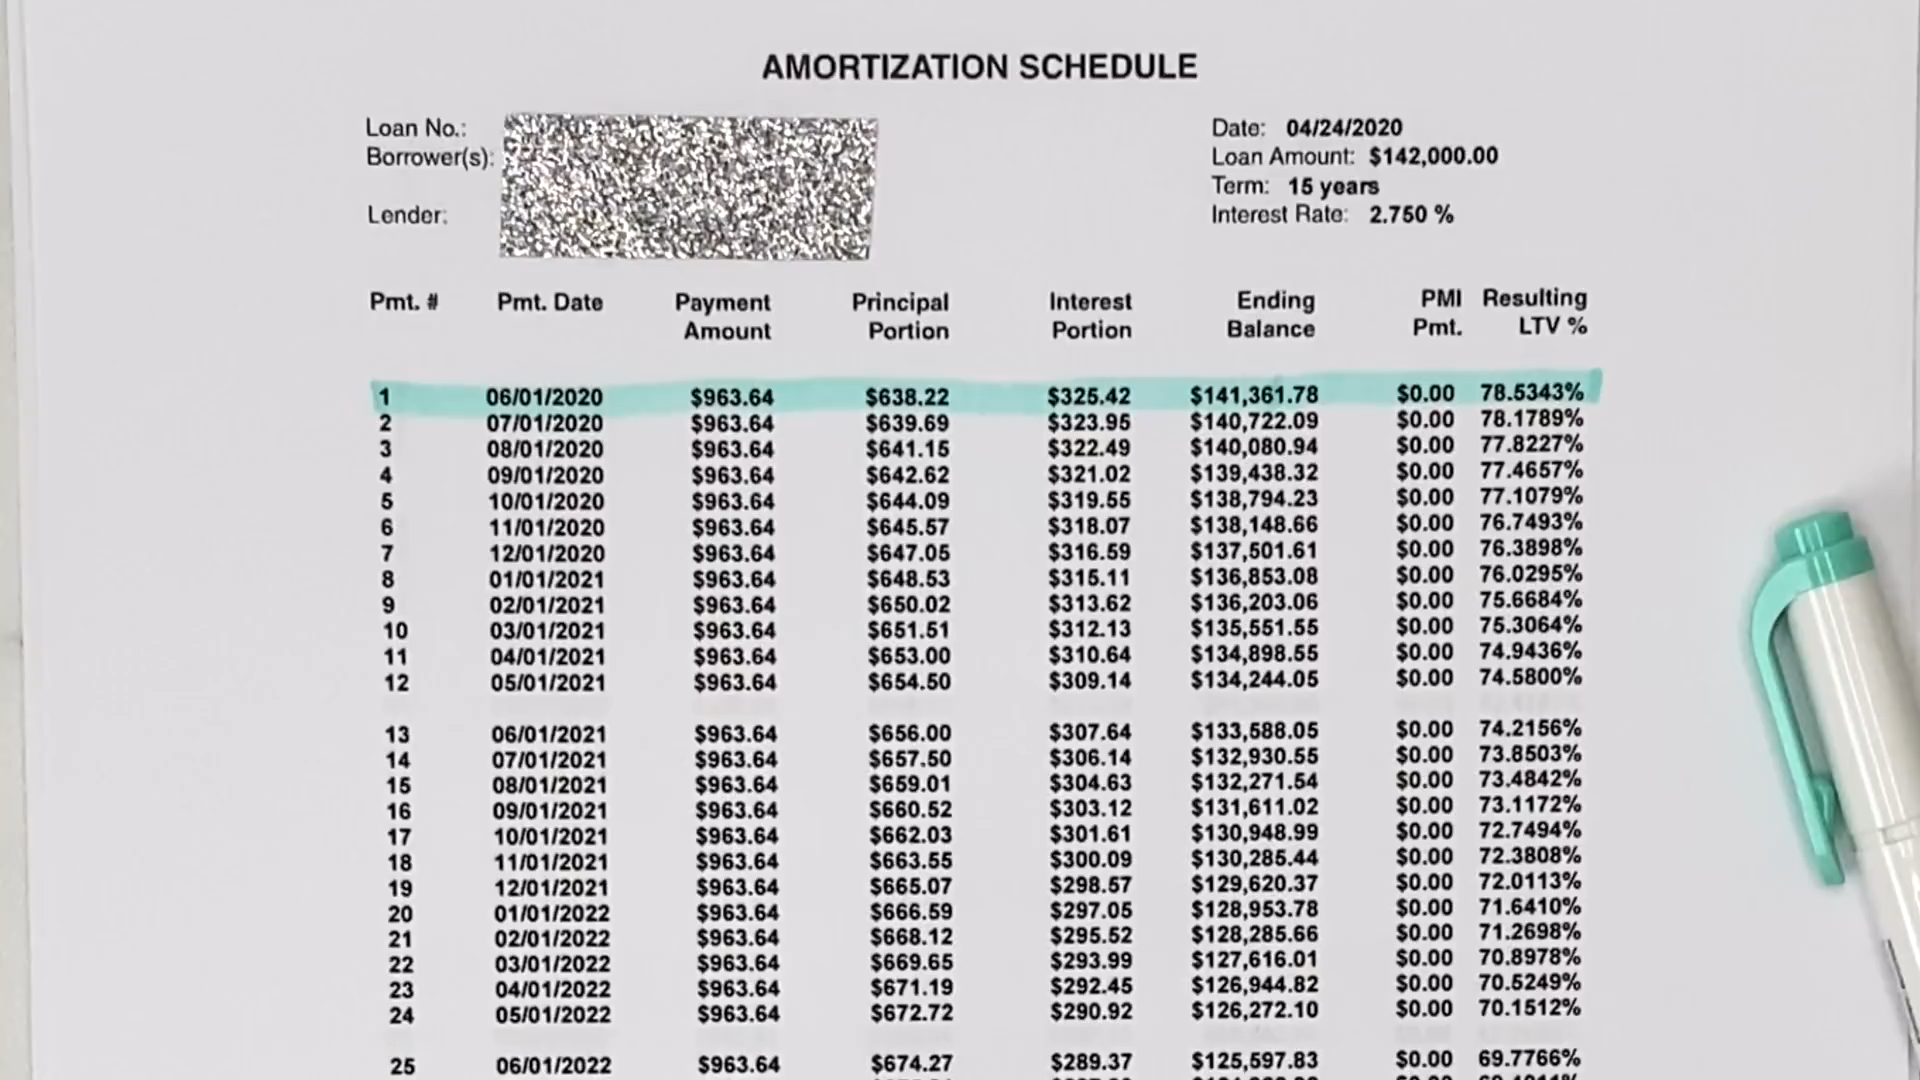 AMORTIZATION SCHEDULE
Loan No.: Date: 04/24/2020
Borrower(s): Loan Amount: $142,000.00
Term: 15 years
Lender: Interest Rate: 2.750 %
Pmt. # Pmt. Date Payment Principal Interest Ending PMI Resulting
Amount Portion Portion Balance Pmt. LTV %
1 06/01/2020 $963.64 $638.22 $325.42 $141,361.78 $0.00 78.5343%
2 07/01/2020 $963.64 $639.69 $323.95 $140,722.09 $0.00 78.1789%
3 08/01/2020 $963.64 $641.15 $322.49 $140,080.94 $0.00 77.8227%
4 09/01/2020 $963.64 $642.62 $321.02 $139,438.32 $0.00 77.4657%
5 10/01/2020 $963.64 $644.09 $319.55 $138,794.23 $0.00 77.1079%
6 11/01/2020 $963.64 $645.57 $318.07 $138,148.66 $0.00 76.7493%
7 12/01/2020 $963.64 $647.05 $316.59 $137,501.61 $0.00 76.3898%
8 01/01/2021 $963.64 $648.53 $315.11 $136,853.08 $0.00 76.0295%
9 02/01/2021 $963.64 $650.02 $313.62 $136,203.06 $0.00 75.6684%
10 03/01/2021 $963.64 $651.51 $312.13 $135,551.55 $0.00 75.3064%
11 04/01/2021 $963.64 $653.00 $310.64 $134,898.55 $0.00 74.9436%
12 05/01/2021 $963.64 $654.50 $309.14 $134,244.05 $0.00 74.5800%
13 06/01/2021 $963.64 $656.00 $307.64 $133,588.05 $0.00 74.2156%
14 07/01/2021 $963.64 $657.50 $306.14 $132,930.55 $0.00 73.8503%
15 08/01/2021 $963.64 $659.01 $304.63 $132,271.54 $0.00 73.4842%
16 09/01/2021 $963.64 $660.52 $303.12 $131,611.02 $0.00 73.1172%
17 10/01/2021 $963.64 $662.03 $301.61 $130,948.99 $0.00 72.7494%
18 11/01/2021 $963.64 $663.55 $300.09 $130,285.44 $0.00 72.3808%
19 12/01/2021 $963.64 $665.07 $298.57 $129,620.37 $0.00 72.0113%
20 01/01/2022 $963.64 $666.59 $297.05 $128,953.78 $0.00 71.6410%
21 02/01/2022 $963.64 $668.12 $295.52 $128,285.66 $0.00 71.2698%
22 03/01/2022 $963.64 $669.65 $293.99 $127,616.01 $0.00 70.8978%
23 04/01/2022 $963.64 $671.19 $292.45 $126,944.82 $0.00 70.5249%
24 05/01/2022 $963.64 $672.72 $290.92 $126,272.10 $0.00 70.1512%
25 06/01/2022 $963.64 $674.27 $289.37 $125,597.83 $0.00 69.7766%